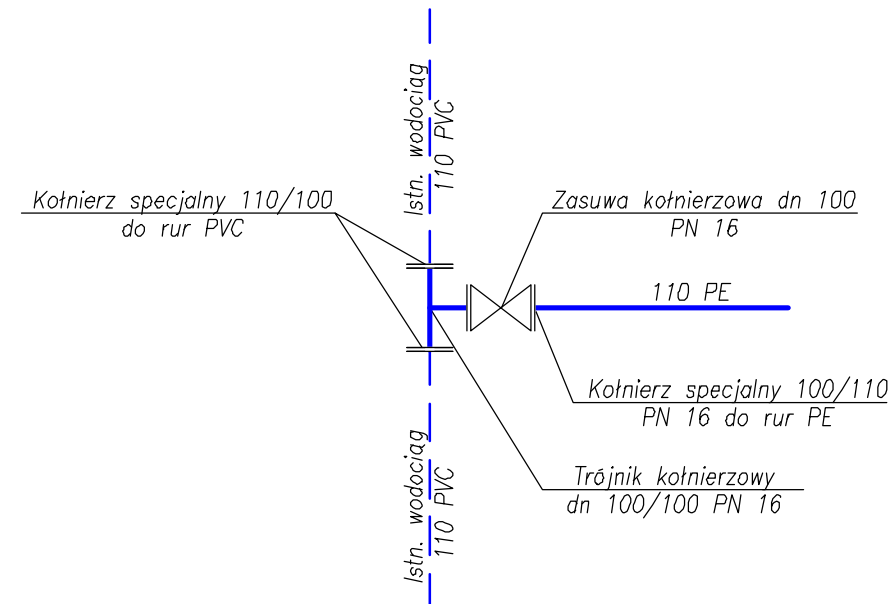 Istn. wodociąg
110 PVC
Kołnierz specjalny 110/100
do rur PVC
Zasuwa kołnierzowa dn 100
PN 16
110 PE
Kołnierz specjalny 100/110
PN 16 do rur PE
Trójnik kołnierzowy
dn 100/100 PN 16
Istn. wodociąg
110 PVC